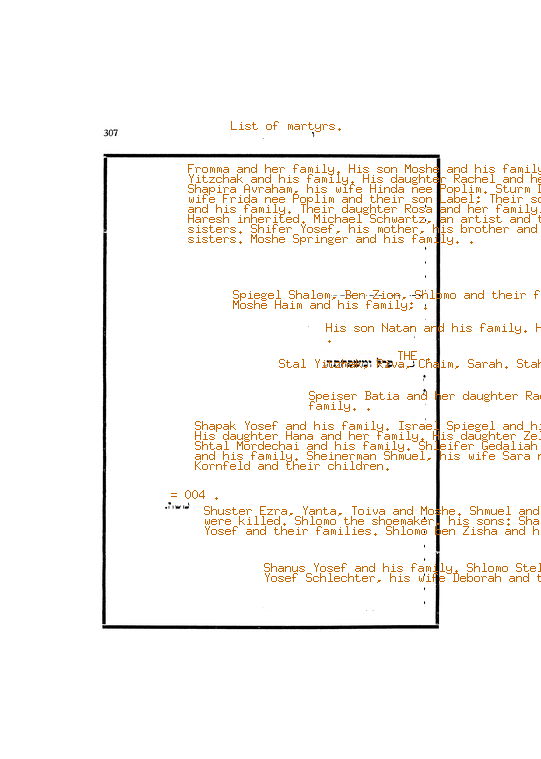 List of martyrs.
307
Fromma and her family. His son Moshe and his family
Yitzchak and his family. His daughter Rachel and he
Shapira Avraham, his wife Hinda nee Poplim. Sturm
wife Frida nee Poplim and their son Label; Their so
and his family. Their daughter Rosa and her family.
Haresh inherited. Michael Schwartz, an artist and
sisters. Shifer Yosef, his mother, his brother and
sisters. Moshe Springer and his family. .
Spiegel Shalom, Ben-Zion, Shlomo and their f
Moshe Haim and his family;
His son Natan and his family. H
THE
Stal Chaim, Sarah. Stah
Speiser Batia and her daughter Ra
family. .
Shapak Yosef and his family. Israel Spiegel and hi
His daughter Hana and her family. His daughter Ze
Shtal Mordechai and his family. Shleifer Gedaliah
and his family. Sheinerman Shmuel, his wife Sara
Kornfeld and their children.
= 004 .
Shuster Ezra, Yanta, Toiva and Moshe. Shmuel and
were killed. Shlomo the shoemaker, his sons: Sha
Yosef and their families. Shlomo ben Zisha and h
Shanus Yosef and his family. Shlomo Stel
Yosef Schlechter, his wife Deborah and t